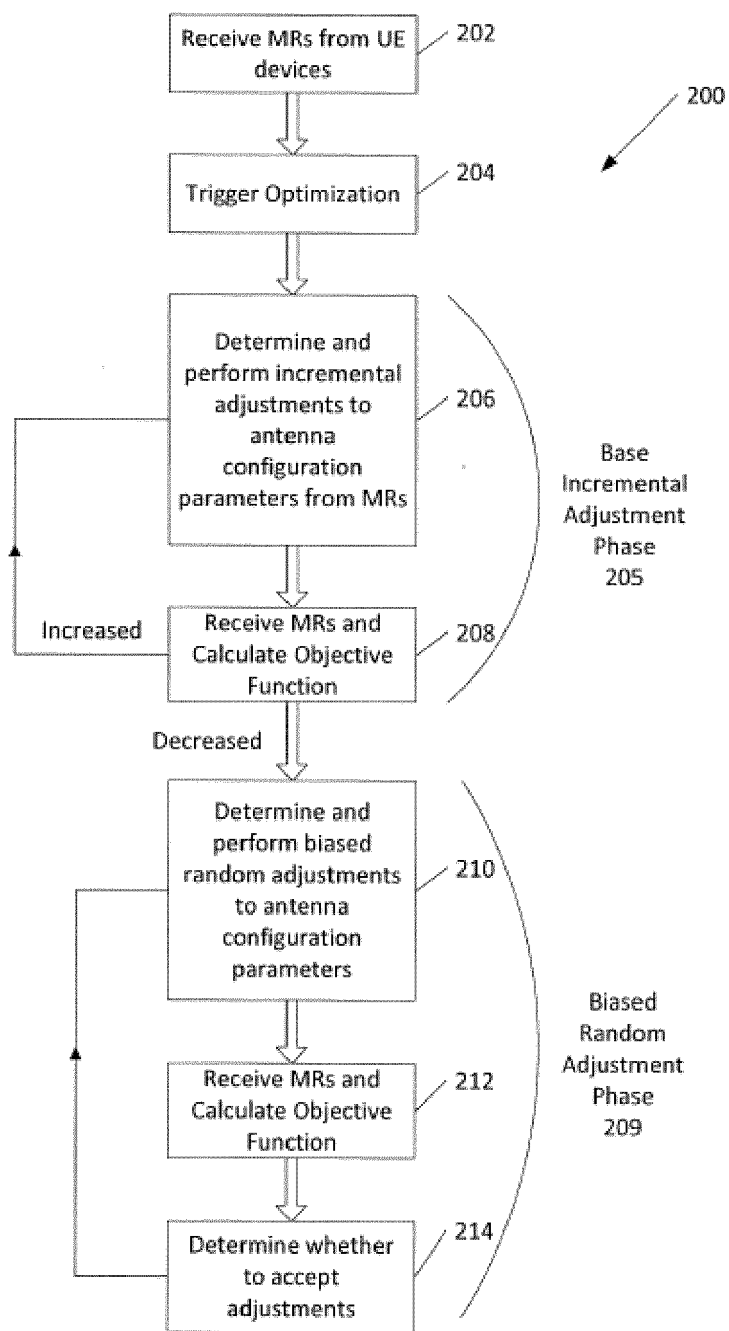 Receive MRs from UE
devices
202
200
Trigger Optimization
204
Determine and
perform incremental
adjustments to
antenna
configuration
parameters from MRs
206
Base
Incremental
Adjustment
Phase
205
Increased
Receive MRs and
Calculate Objective
Function
208
Decreased
Determine and
perform biased
random adjustments
to antenna
configuration
parameters
210
Biased
Random
Adjustment
Phase
209
Receive MRs and
Calculate Objective
Function
212
Determine whether
to accept
adjustments
214